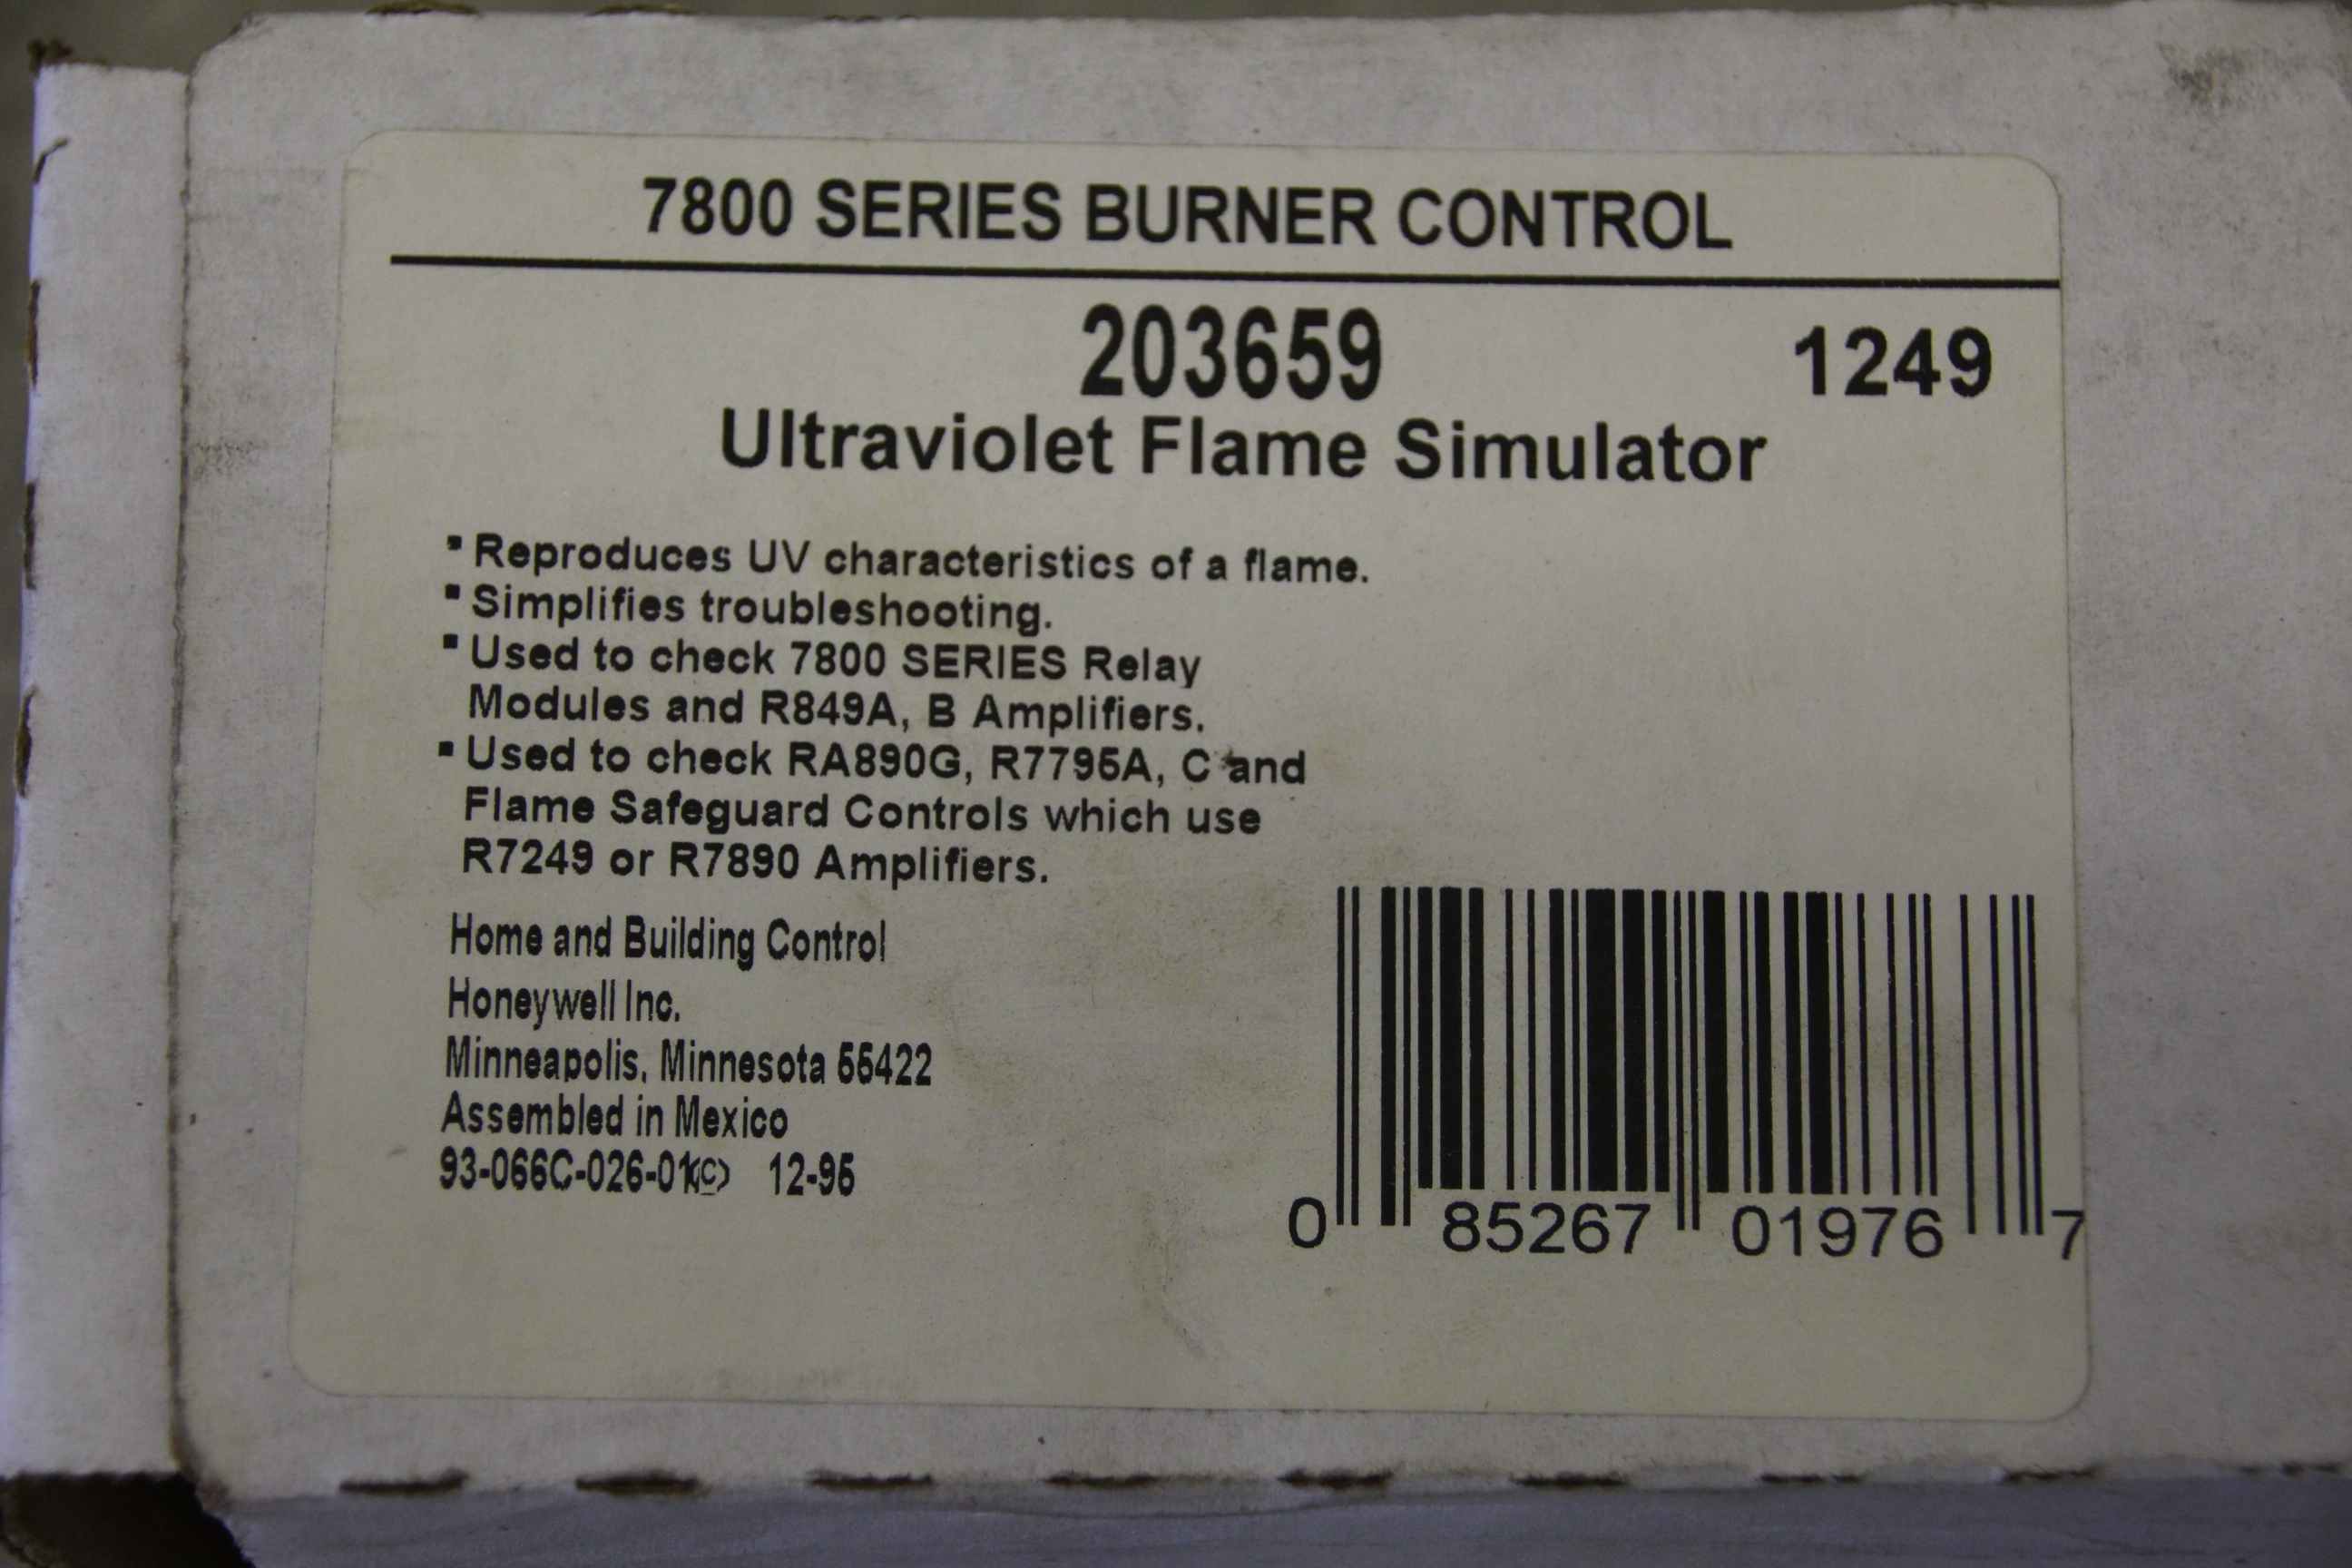 7800 SERIES BURNER CONTROL
203659 1249
Ultraviolet Flame Simulator
▪ Reproduces UV characteristics of a flame.
▪ Simplifies troubleshooting.
▪ Used to check 7800 SERIES Relay
Modules and R849A, B Amplifiers.
▪ Used to check RA890G, R7795A, C and
Flame Safeguard Controls which use
R7249 or R7890 Amplifiers.
Home and Building Control
Honeywell Inc.
Minneapolis, Minnesota 55422
Assembled in Mexico
93-066C-026-01(C) 12-95
0 85267 01976 7